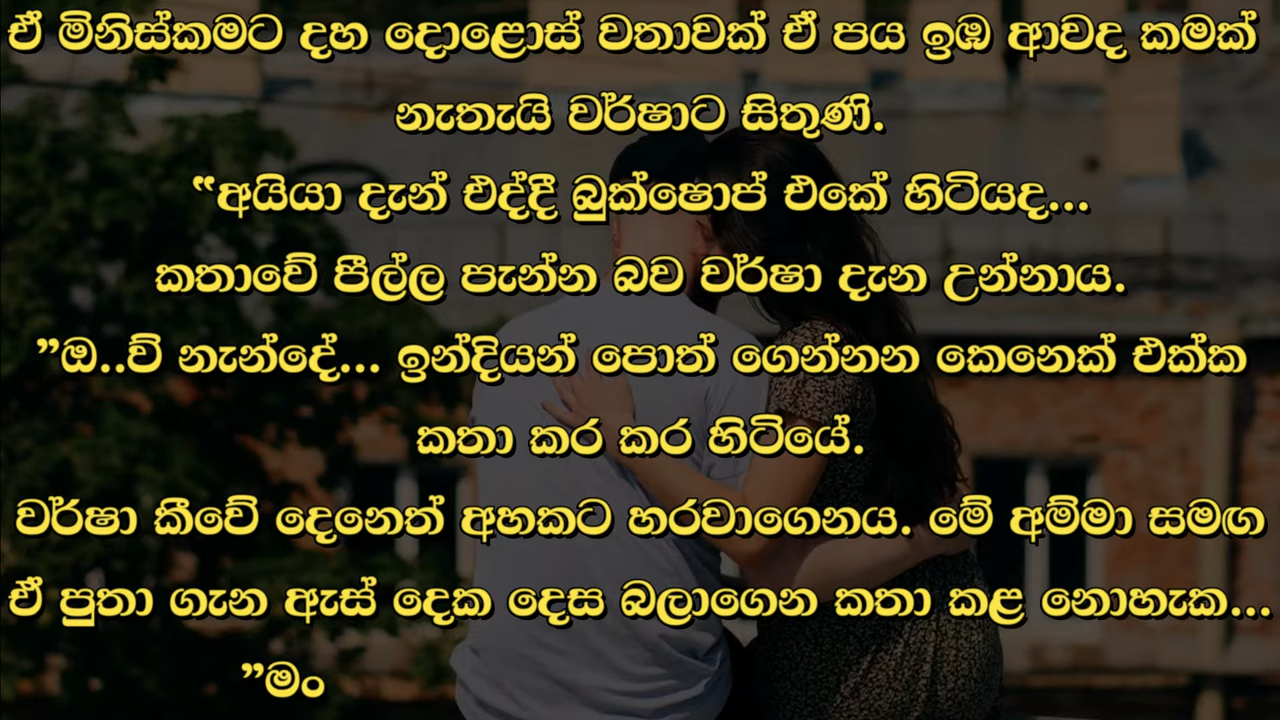 ඒ මිනිස්කමට දහ දොළොස් වතාවක් ඒ පය ඉඹ ආවද කමක්
නැතැයි වර්ෂාට සිතුණි.
“අයියා දැන් එද්දී බුක්ෂොප් එකේ හිටියද...
කතාවේ පීල්ල පැන්න බව වර්ෂා දැන උන්නාය.
”ඔ..ව් නැන්දේ... ඉන්දියන් පොත් ගෙන්නන කෙනෙක් එක්ක
කතා කර කර හිටියේ.
වර්ෂා කීවේ දෙනෙත් අහකට හරවාගෙනය. මේ අම්මා සමඟ
ඒ පුතා ගැන ඇස් දෙක දෙස බලාගෙන කතා කළ නොහැක...
”මං